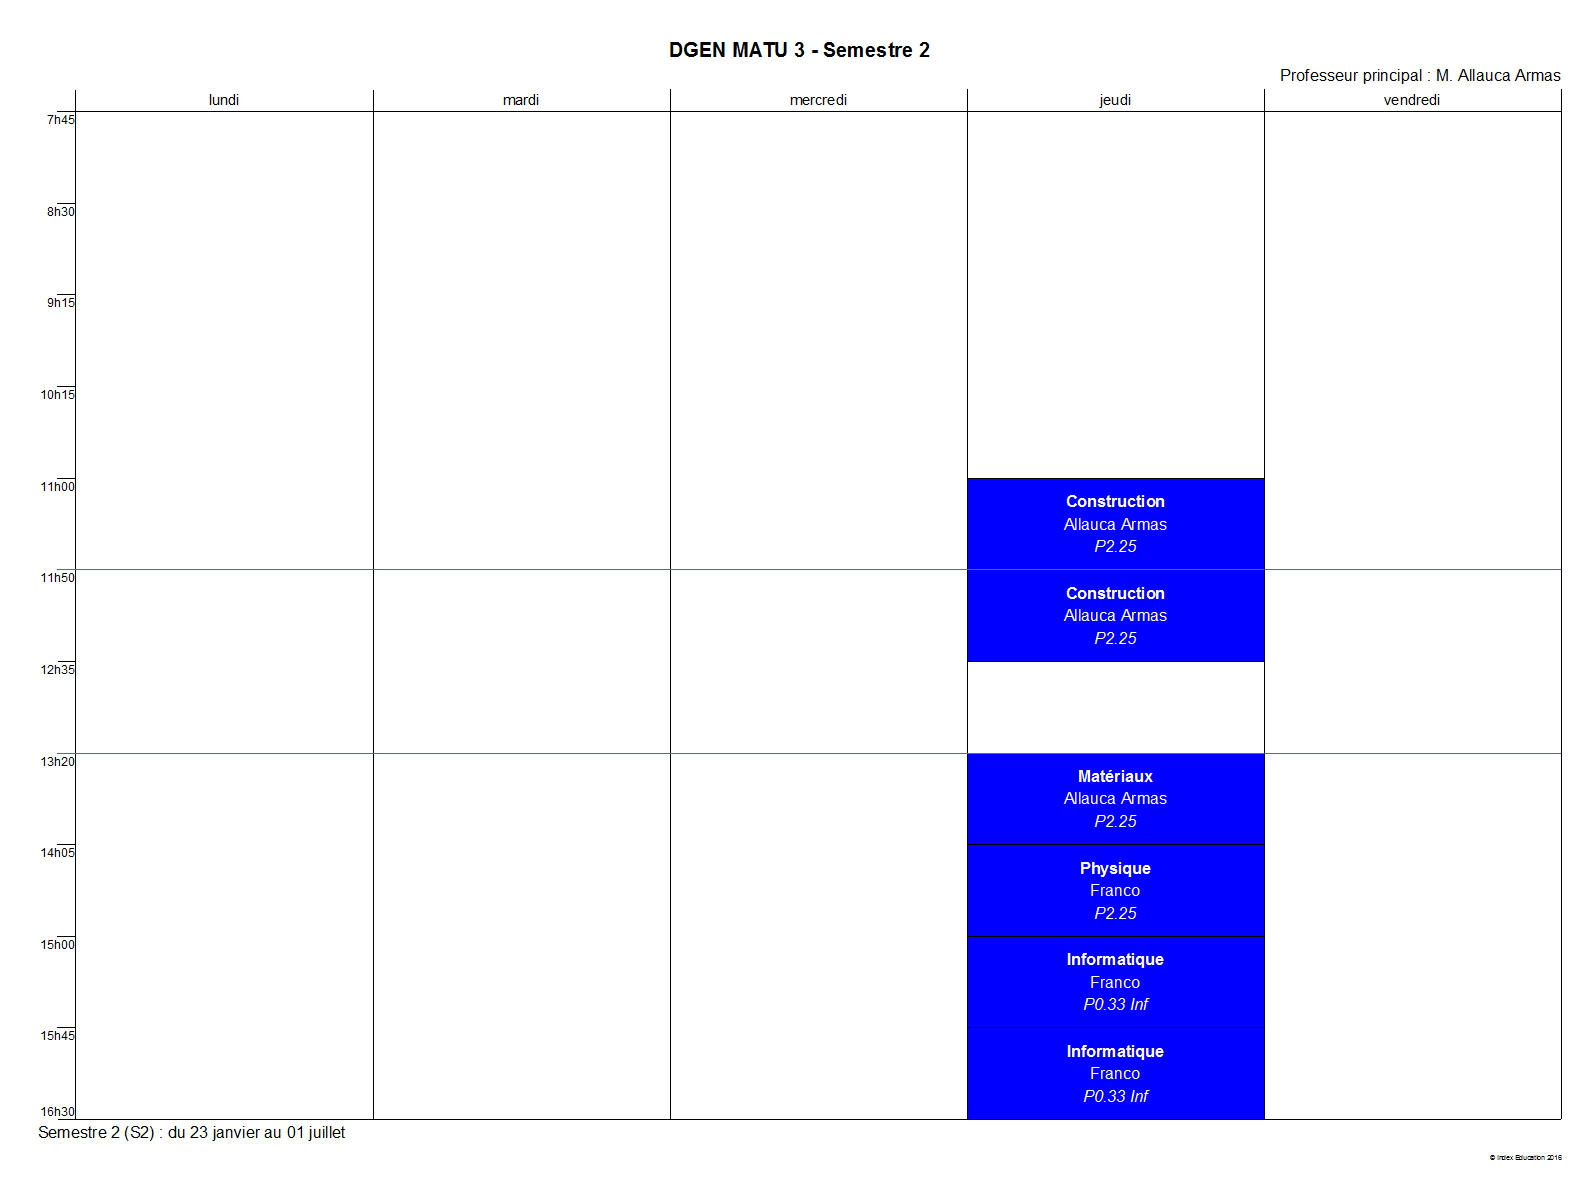 DGEN MATU 3 - Semestre 2
Professeur principal : M. Allauca Armas
lundi
mardi
mercredi
jeudi
vendredi
7h45
8h30
9h15
10h15
11h00
Construction
Allauca Armas
P2.25
11h50
Construction
Allauca Armas
P2.25
12h35
13h20
Matériaux
Allauca Armas
P2.25
14h05
Physique
Franco
P2.25
15h00
Informatique
Franco
P0.33 Inf
15h45
Informatique
Franco
P0.33 Inf
16h30
Semestre 2 (S2) : du 23 janvier au 01 juillet
© Index Education 2016